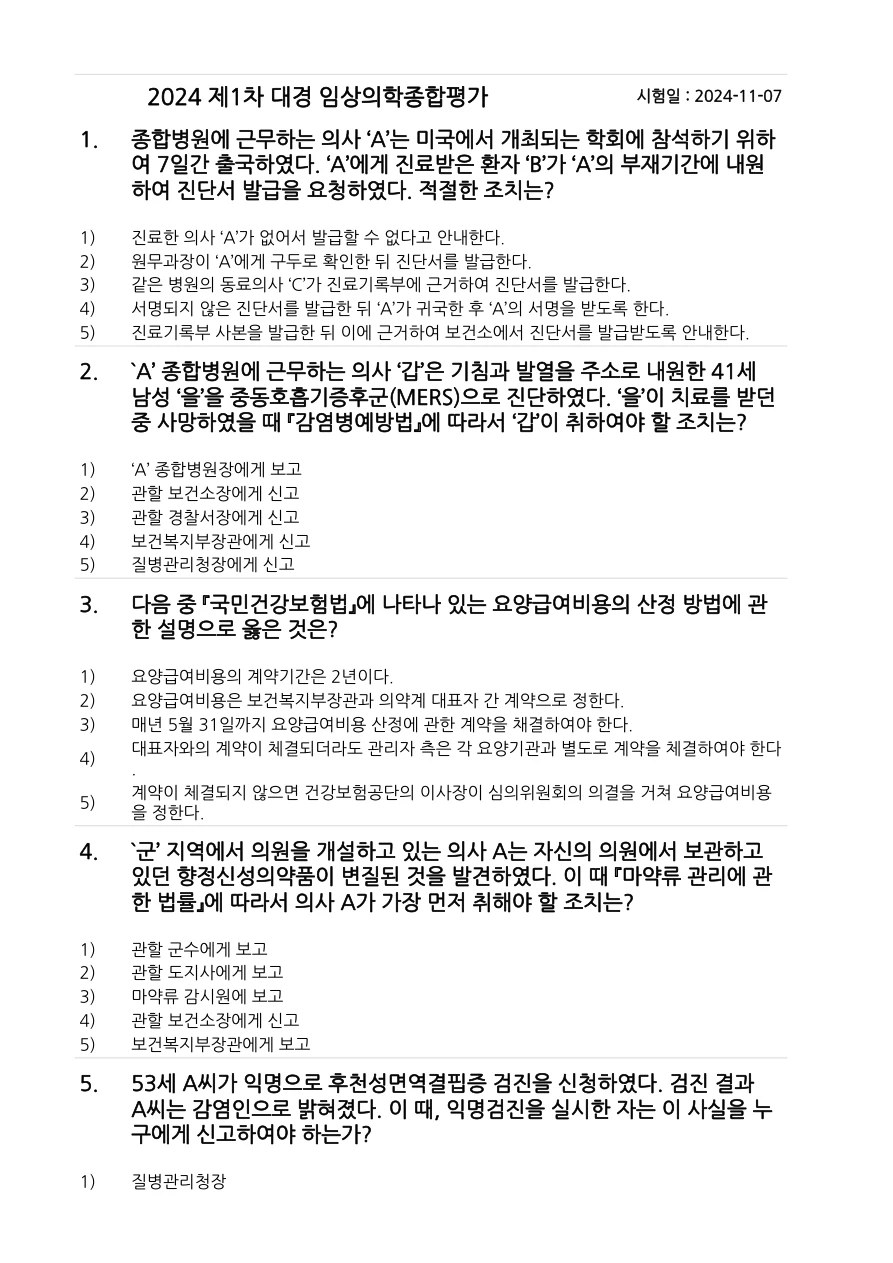 2024 제1차 대경 임상의학종합평가 시험일 : 2024-11-07
1. 종합병원에 근무하는 의사 ‘A’는 미국에서 개최되는 학회에 참석하기 위하
여 7일간 출국하였다. ‘A’에게 진료받은 환자 ‘B’가 ‘A’의 부재기간에 내원
하여 진단서 발급을 요청하였다. 적절한 조치는?
1) 진료한 의사 ‘A’가 없어서 발급할 수 없다고 안내한다.
2) 원무과장이 ‘A’에게 구두로 확인한 뒤 진단서를 발급한다.
3) 같은 병원의 동료의사 ‘C’가 진료기록부에 근거하여 진단서를 발급한다.
4) 서명되지 않은 진단서를 발급한 뒤 ‘A’가 귀국한 후 ‘A’의 서명을 받도록 한다.
5) 진료기록부 사본을 발급한 뒤 이에 근거하여 보건소에서 진단서를 발급받도록 안내한다.
2. `A’ 종합병원에 근무하는 의사 ‘갑’은 기침과 발열을 주소로 내원한 41세
남성 ‘을’을 중동호흡기증후군(MERS)으로 진단하였다. ‘을’이 치료를 받던
중 사망하였을 때 『감염병예방법』에 따라서 ‘갑’이 취하여야 할 조치는?
1) ‘A’ 종합병원장에게 보고
2) 관할 보건소장에게 신고
3) 관할 경찰서장에게 신고
4) 보건복지부장관에게 신고
5) 질병관리청장에게 신고
3. 다음 중 『국민건강보험법』에 나타나 있는 요양급여비용의 산정 방법에 관
한 설명으로 옳은 것은?
1) 요양급여비용의 계약기간은 2년이다.
2) 요양급여비용은 보건복지부장관과 의약계 대표자 간 계약으로 정한다.
3) 매년 5월 31일까지 요양급여비용 산정에 관한 계약을 채결하여야 한다.
4) 대표자와의 계약이 체결되더라도 관리자 측은 각 요양기관과 별도로 계약을 체결하여야 한다
.
5) 계약이 체결되지 않으면 건강보험공단의 이사장이 심의위원회의 의결을 거쳐 요양급여비용
을 정한다.
4. `군’ 지역에서 의원을 개설하고 있는 의사 A는 자신의 의원에서 보관하고
있던 향정신성의약품이 변질된 것을 발견하였다. 이 때 『마약류 관리에 관
한 법률』에 따라서 의사 A가 가장 먼저 취해야 할 조치는?
1) 관할 군수에게 보고
2) 관할 도지사에게 보고
3) 마약류 감시원에 보고
4) 관할 보건소장에게 신고
5) 보건복지부장관에게 보고
5. 53세 A씨가 익명으로 후천성면역결핍증 검진을 신청하였다. 검진 결과
A씨는 감염인으로 밝혀졌다. 이 때, 익명검진을 실시한 자는 이 사실을 누
구에게 신고하여야 하는가?
1) 질병관리청장